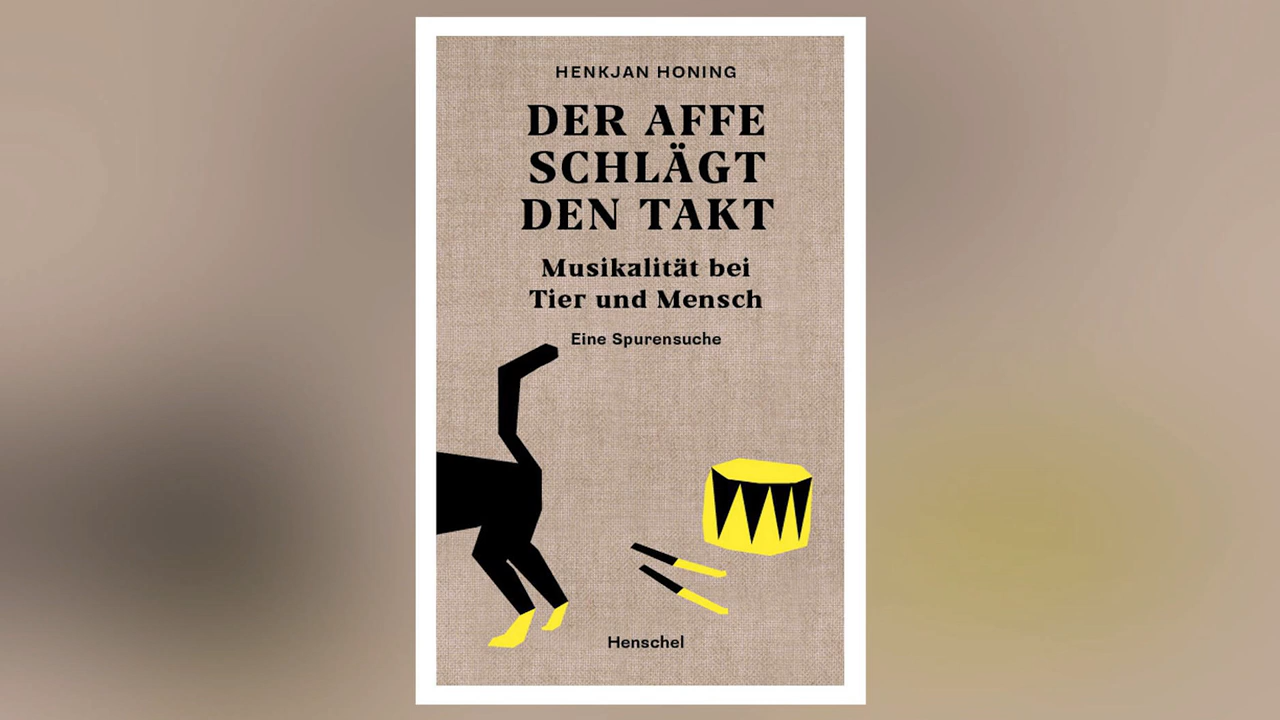 HENKJAN HONING
DER AFFE
SCHLÄGT
DEN TAKT
Musikalität bei
Tier und Mensch
Eine Spurensuche
Henschel